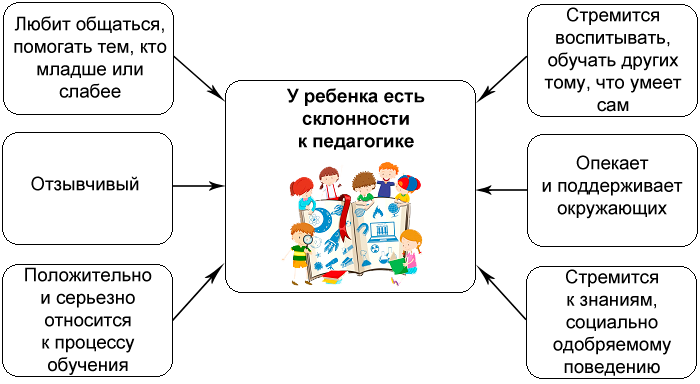 Любит общаться,
помогать тем, кто
младше или
слабее
Отзывчивый
Положительно
и серьезно
относится
к процессу
обучения
У ребенка есть
склонности
к педагогике
Стремится
воспитывать,
обучать других
тому, что умеет
сам
Опекает
и поддерживает
окружающих
Стремится
к знаниям,
социально
одобряемому
поведению